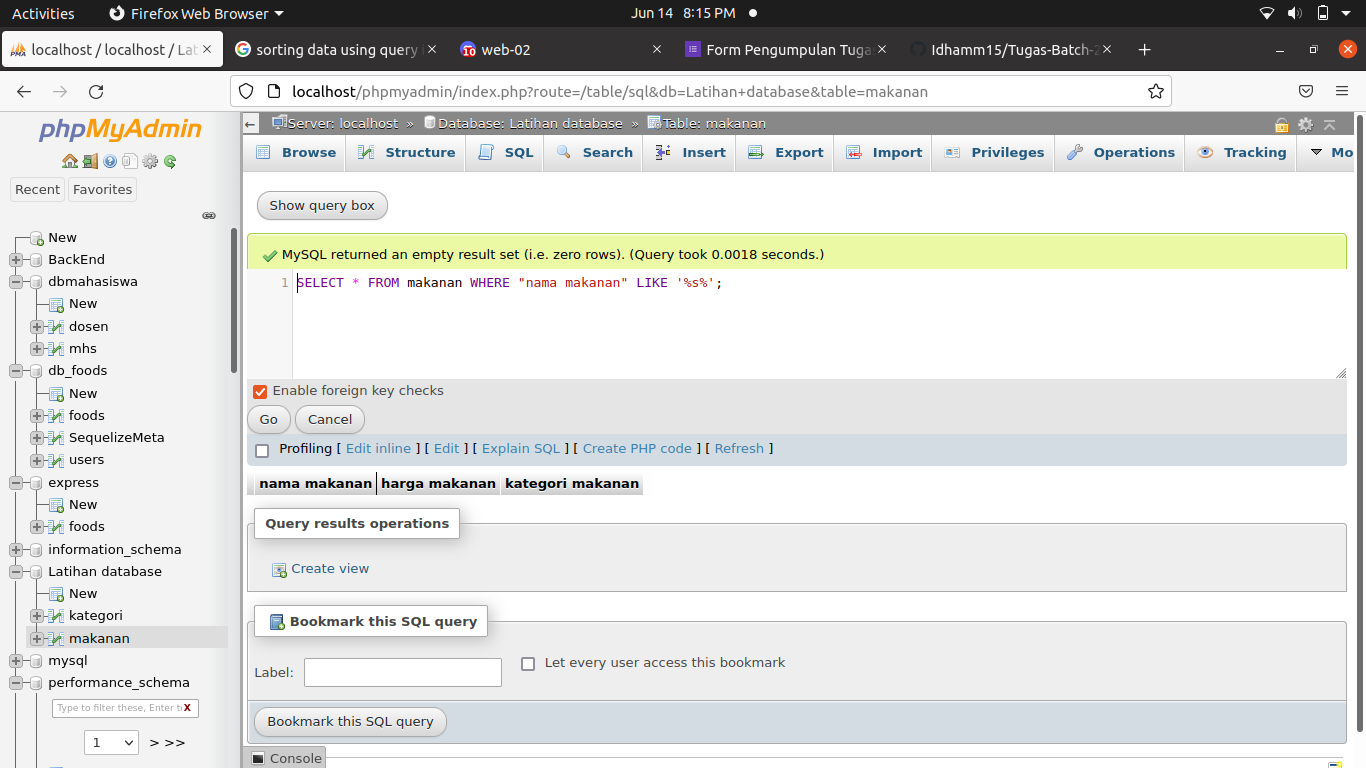 Activities
Firefox Web Browser
Jun 14 8:15 PM
localhost / localhost / Lat
sorting data using query
web-02
Form Pengumpulan Tuga
Idhamm15/Tugas-Batch-2
localhost/phpmyadmin/index.php?route=/table/sql&db=Latihan+database&table=makanan
phpMyAdmin
Recent
Favorites
New
BackEnd
dbmahasiswa
New
dosen
mhs
db_foods
New
foods
SequelizeMeta
users
express
New
foods
information_schema
Latihan database
New
kategori
makanan
mysql
performance_schema
Type to filter these, Enter t
X
1
> >>
Server: localhost » Database: Latihan database » Table: makanan
Browse
Structure
SQL
Search
Insert
Export
Import
Privileges
Operations
Tracking
Mo
Show query box
MySQL returned an empty result set (i.e. zero rows). (Query took 0.0018 seconds.)
1
SELECT * FROM makanan WHERE "nama makanan" LIKE '%s%';
Enable foreign key checks
Go
Cancel
Profiling [ Edit inline ] [ Edit ] [ Explain SQL ] [ Create PHP code ] [ Refresh ]
nama makanan
harga makanan
kategori makanan
Query results operations
Create view
Bookmark this SQL query
Label:
Let every user access this bookmark
Bookmark this SQL query
Console